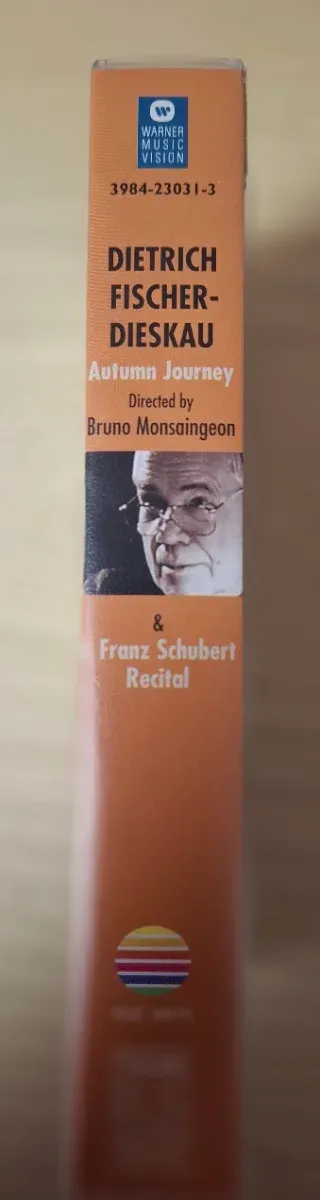 WARNER
MUSIC
VISION
3984-23031-3
DIETRICH
FISCHER-
DIESKAU
Autumn Journey
Directed by
Bruno Monsaingeon
&
Franz Schubert
Recital